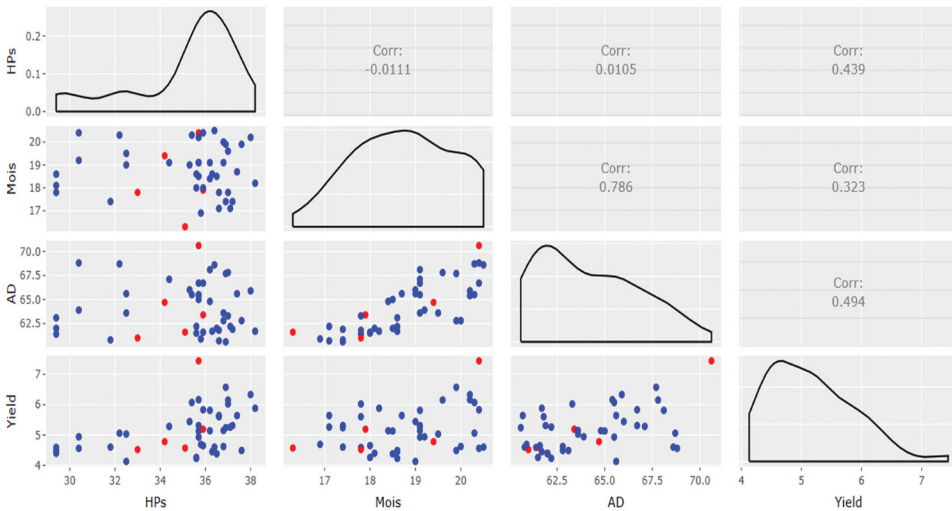 HPs
0.2
0.1
0.0
Corr:
-0.0111
Corr:
0.0105
Corr:
0.439
Mois
20
19
18
17
Corr:
0.786
Corr:
0.323
AD
70.0
67.5
65.0
62.5
Corr:
0.494
Yield
7
6
5
4
30 32 34 36 38
17 18 19 20
62.5 65.0 67.5 70.0
4 5 6 7
HPs Mois AD Yield